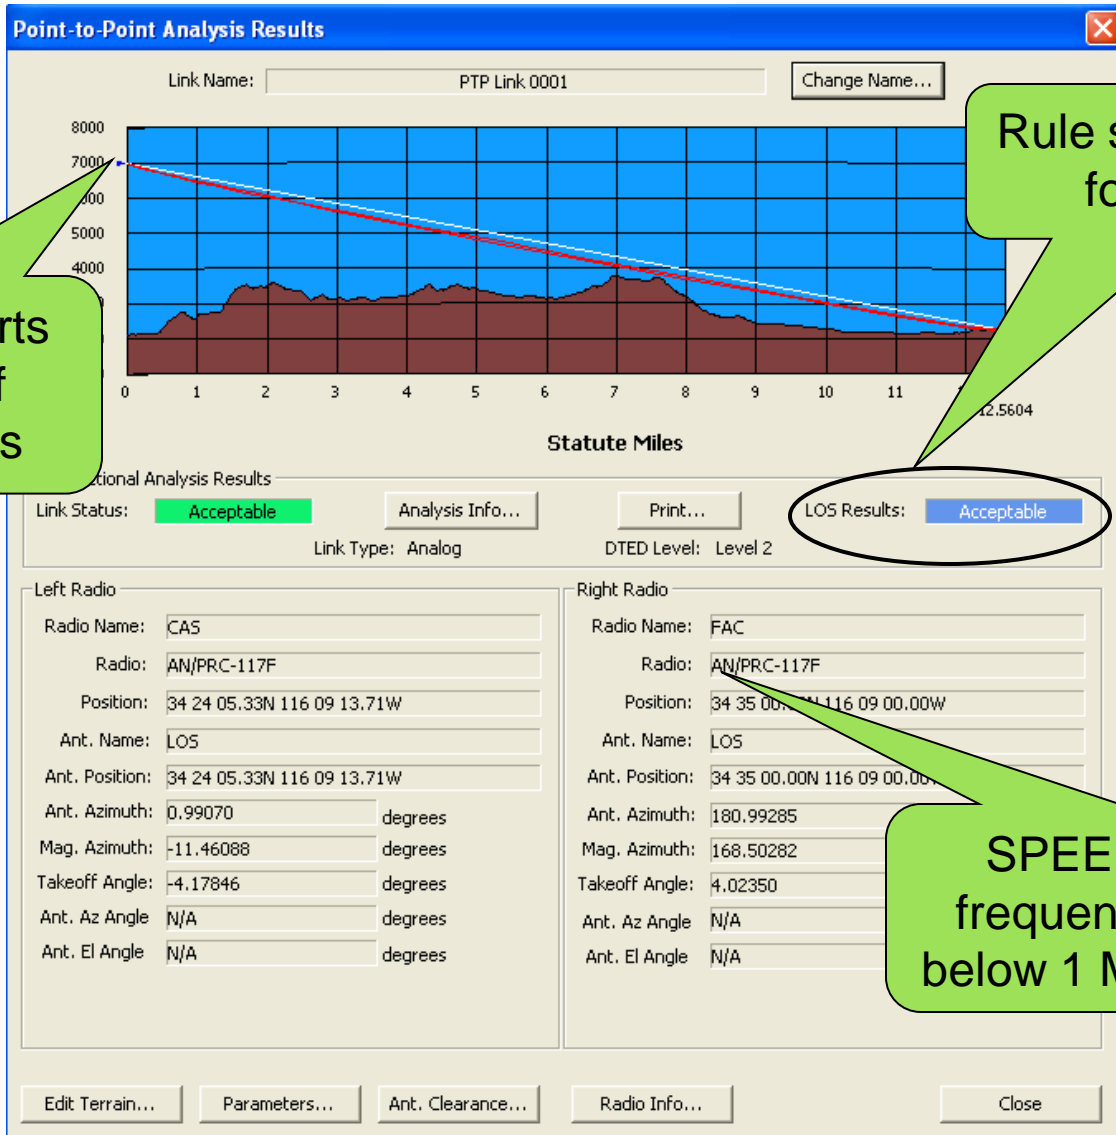 Point-to-Point Analysis Results
Link Name: PTP Link 0001 Change Name...
8000
7000
5000
4000
0 1 2 3 4 5 6 7 8 9 10 11
12.5604
Statute Miles
Rule
Analysis Results
Link Status: Acceptable Analysis Info... Print... LOS Results: Acceptable
Link Type: Analog DTED Level: Level 2
Left Radio
Radio Name: CAS
Radio: AN/PRC-117F
Position: 34 24 05.33N 116 09 13.71W
Ant. Name: LOS
Ant. Position: 34 24 05.33N 116 09 13.71W
Ant. Azimuth: 0.99070 degrees
Mag. Azimuth: -11.46088 degrees
Takeoff Angle: -4.17846 degrees
Ant. Az Angle N/A degrees
Ant. El Angle N/A degrees
Right Radio
Radio Name: FAC
Radio: AN/PRC-117F
Position: 34 35 116 09 00.00W
Ant. Name: LOS
Ant. Position: 34 35 00.00N 116 09
Ant. Azimuth: 180.99285
Mag. Azimuth: 168.50282
Takeoff Angle: 4.02350
Ant. Az Angle N/A
Ant. El Angle N/A
below 1
Edit Terrain... Parameters... Ant. Clearance... Radio Info... Close